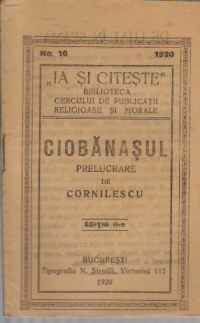 No. 10 1920
„IA ȘI CITEȘTE“
BIBLIOTECA
CERCULUI DE PUBLICAȚII
RELIGIOASE ȘI MORALE
CIOBĂNAȘUL
PRELUCRARE
DE
CORNILESCU
EDIȚIA II-a
BUCUREȘTI
Tipografia N. Stroilă, Victoriei 113
1920